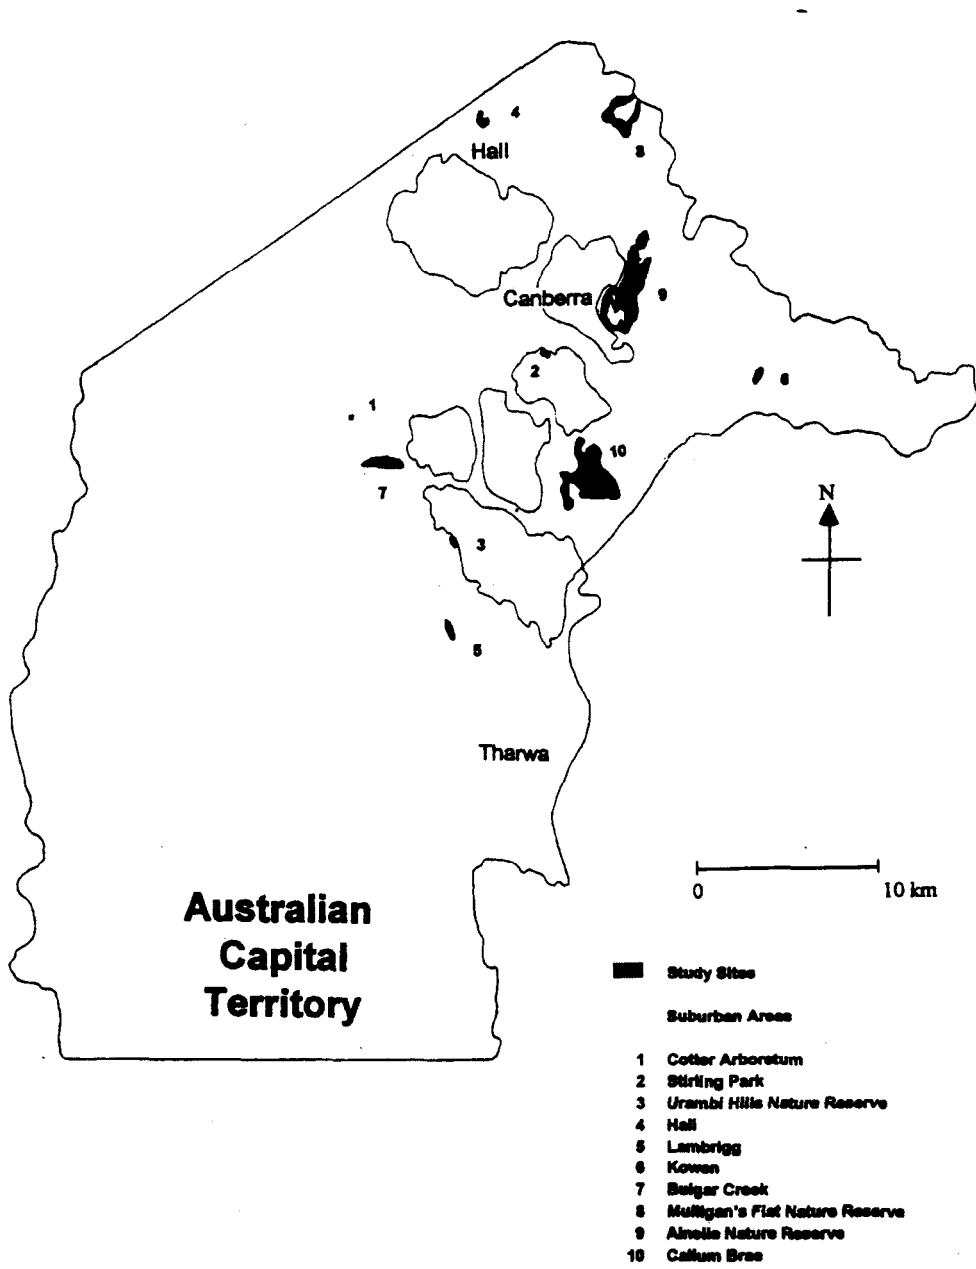 4
Hall
8
Canberra
9
2
6
1
10
7
N
3
5
Tharwa
0 10 km
Australian
Capital
Territory
Study Sites
Suburban Areas
1 Cotter Arboretum
2 Stirling Park
3 Urambi Hills Nature Reserve
4 Hall
5 Lambrigg
6 Kowen
7 Bulgar Creek
8 Mulligan's Flat Nature Reserve
9 Ainslie Nature Reserve
10 Callum Brae